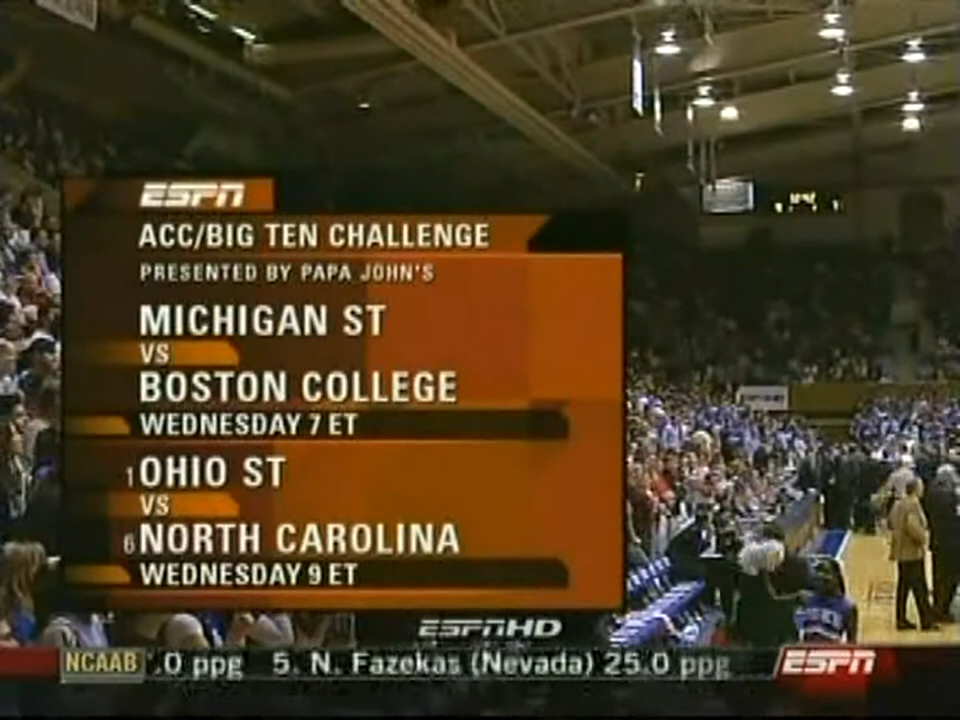 ESPN
ACC/BIG TEN CHALLENGE
PRESENTED BY PAPA JOHN'S
MICHIGAN ST
VS
BOSTON COLLEGE
WEDNESDAY 7 ET
1 OHIO ST
VS
6 NORTH CAROLINA
WEDNESDAY 9 ET
ESPNHD
NCAAB .0 ppg 5. N. Fazekas (Nevada) 25.0 ppg ESPN